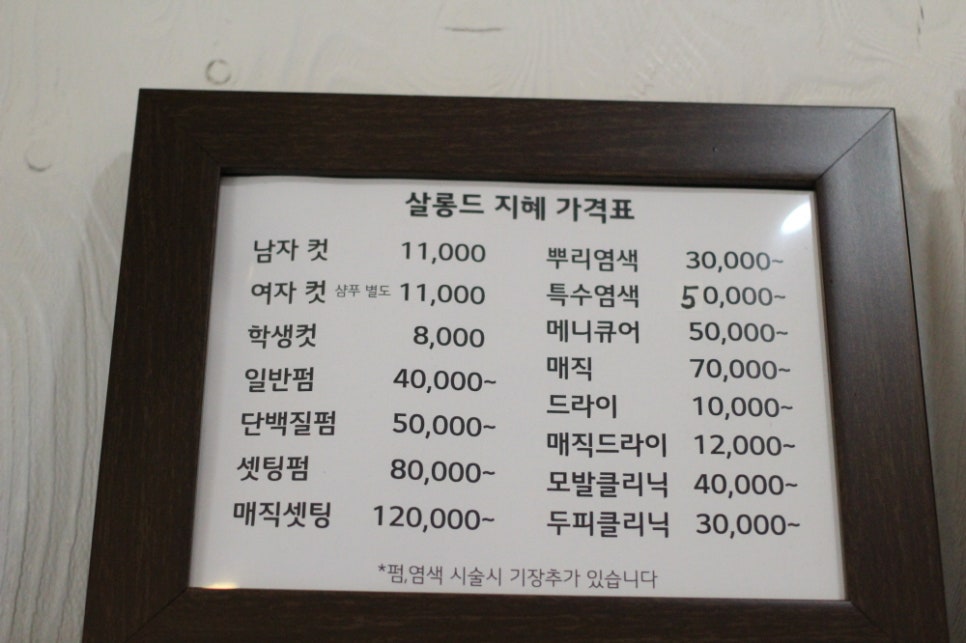 살롱드 지혜 가격표
남자 컷 11,000
여자 컷 샴푸 별도 11,000
학생컷 8,000
일반펌 40,000~
단백질펌 50,000~
셋팅펌 80,000~
매직셋팅 120,000~
뿌리염색 30,000~
특수염색 50,000~
메니큐어 50,000~
매직 70,000~
드라이 10,000~
매직드라이 12,000~
모발클리닉 40,000~
두피클리닉 30,000~
*펌,염색 시술시 기장추가 있습니다